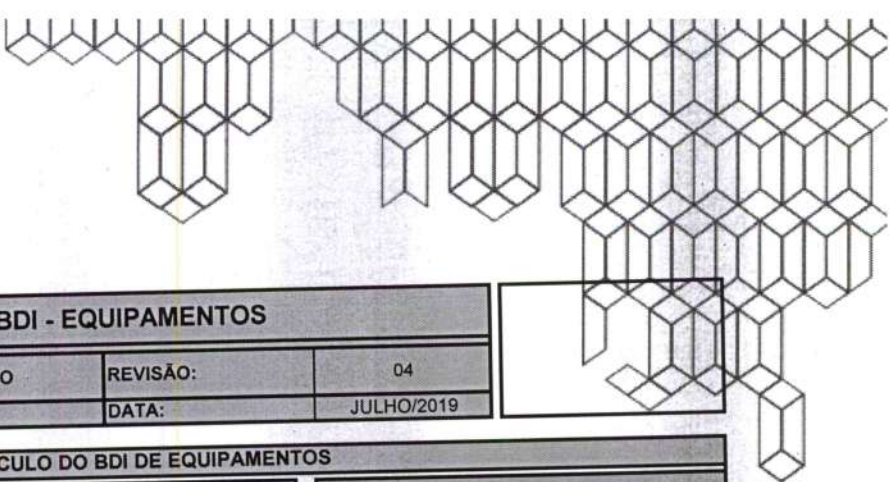 BDI - EQUIPAMENTOS
O REVISÃO: 04
DATA: JULHO/2019
CULO DO BDI DE EQUIPAMENTOS